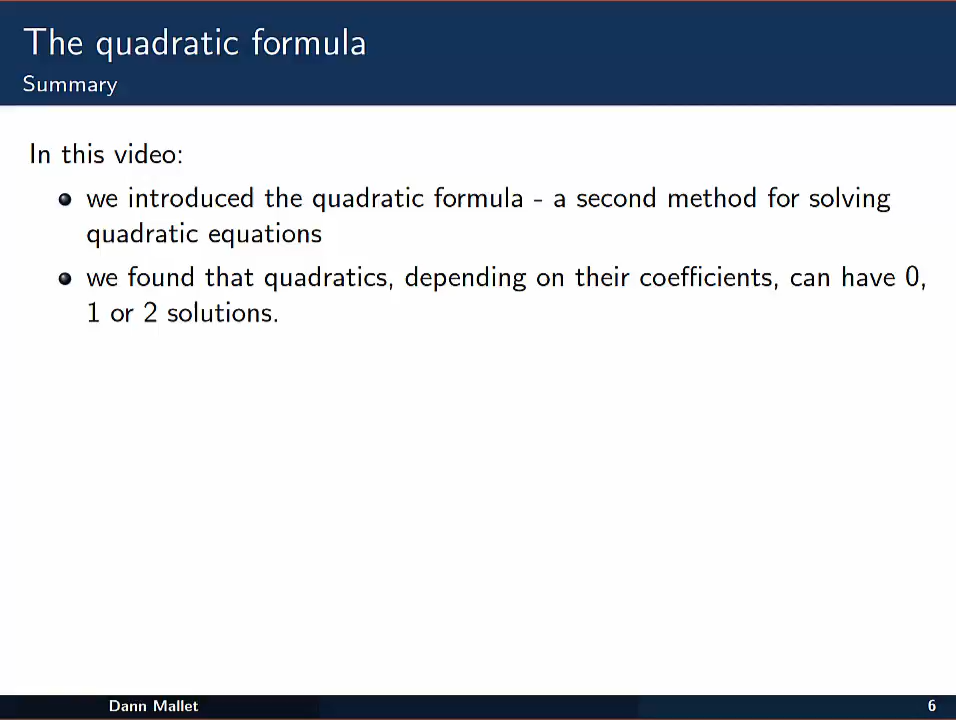 The quadratic formula
Summary
In this video:
we introduced the quadratic formula - a second method for solving
quadratic equations
we found that quadratics, depending on their coefficients, can have 0,
1 or 2 solutions.
Dann Mallet
6